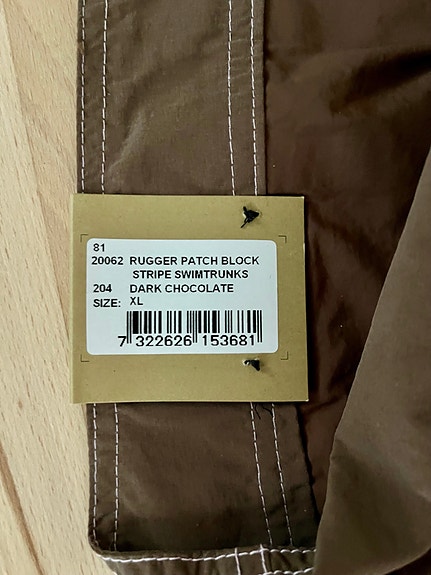 81
20062 RUGGER PATCH BLOCK
STRIPE SWIMTRUNKS
204 DARK CHOCOLATE
SIZE: XL
7 322626 153681